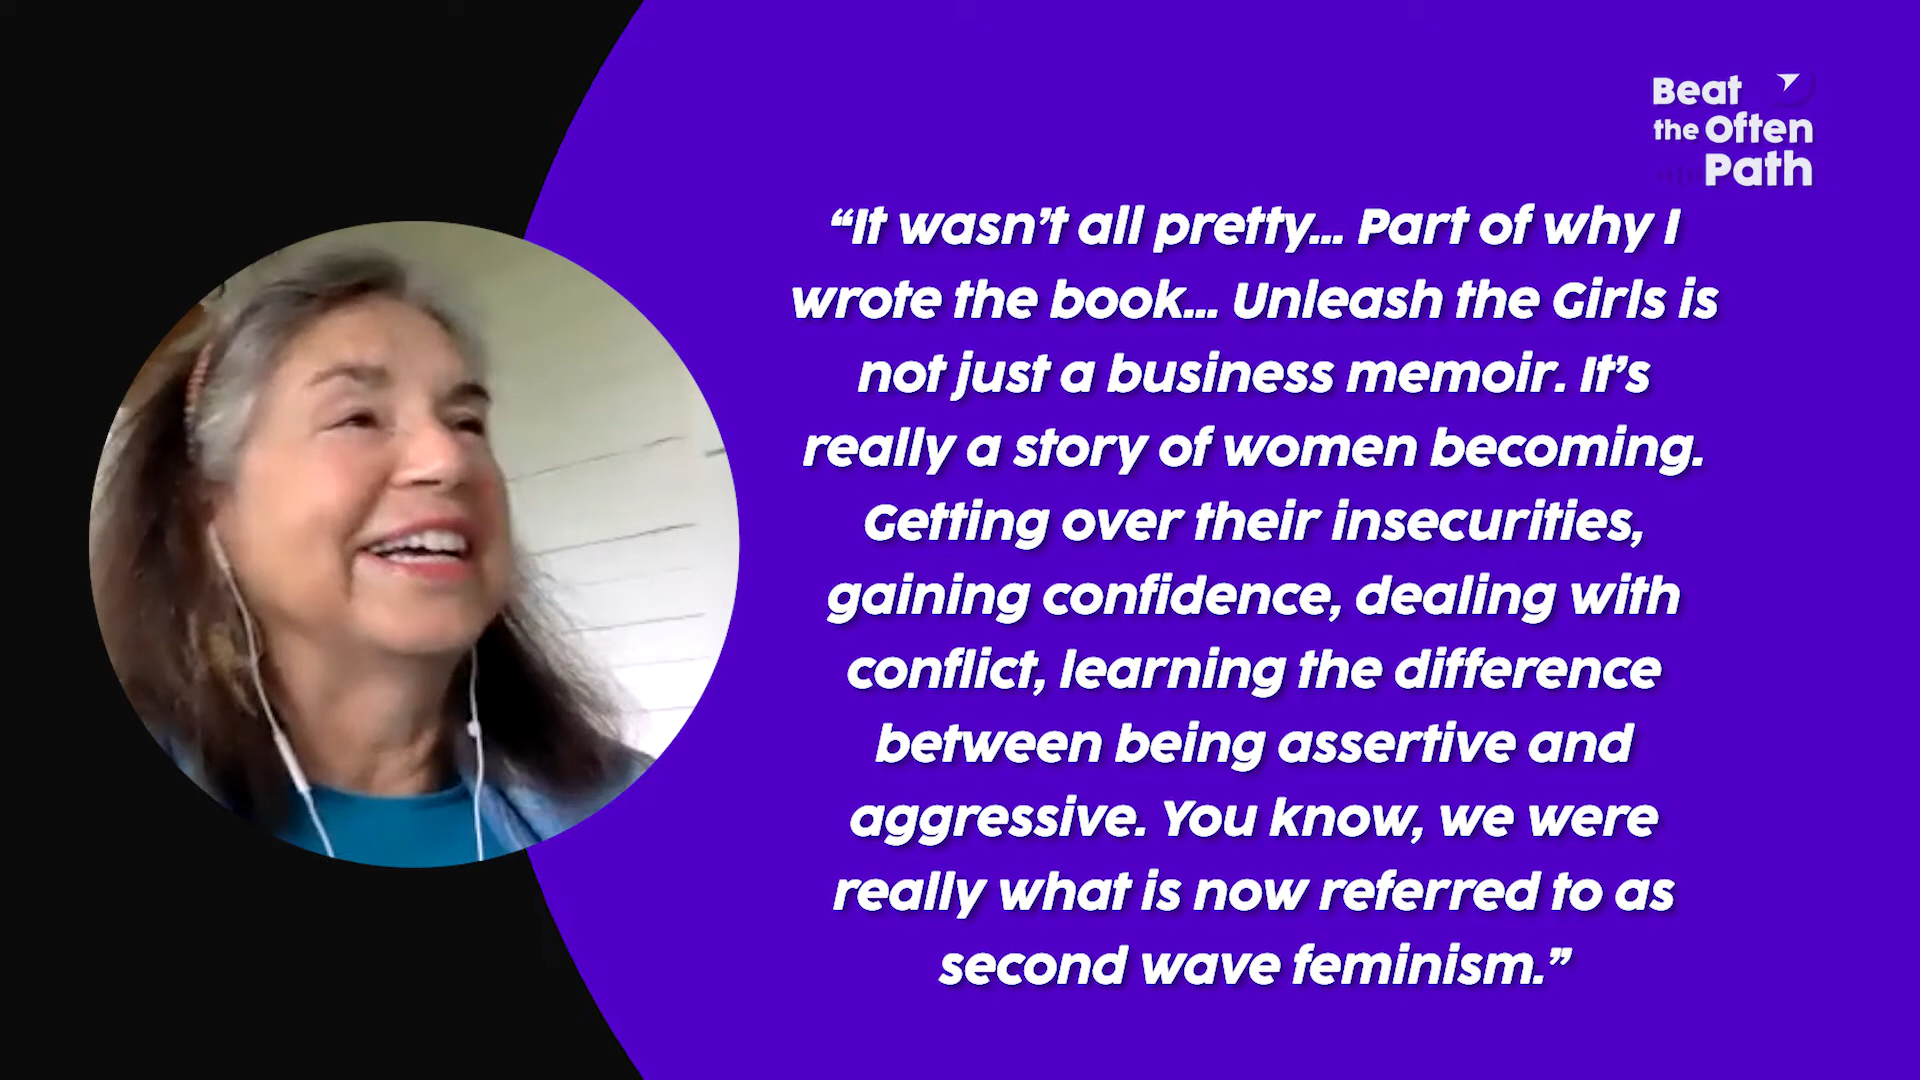 Beat
the Often
Path
“It wasn’t all pretty... Part of why I
wrote the book... Unleash the Girls is
not just a business memoir. It’s
really a story of women becoming.
Getting over their insecurities,
gaining confidence, dealing with
conflict, learning the difference
between being assertive and
aggressive. You know, we were
really what is now referred to as
second wave feminism.”